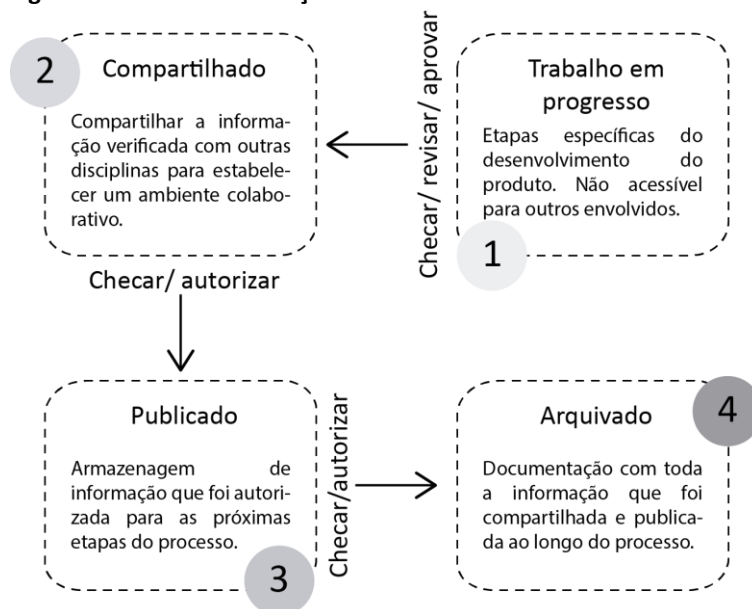 2
Compartilhado
Compartilhar a informa-
ção verificada com outras
disciplinas para estabele-
cer um ambiente colabo-
rativo.
Checar/ revisar/ aprovar
Trabalho em
progresso
Etapas específicas do
desenvolvimento do
produto. Não acessível
para outros envolvidos.
1
Checar/ autorizar
Publicado
Armazenagem de
informação que foi autori-
zada para as próximas
etapas do processo.
3
Checar/autorizar
Arquivado
4
Documentação com toda
a informação que foi
compartilhada e publica-
da ao longo do processo.